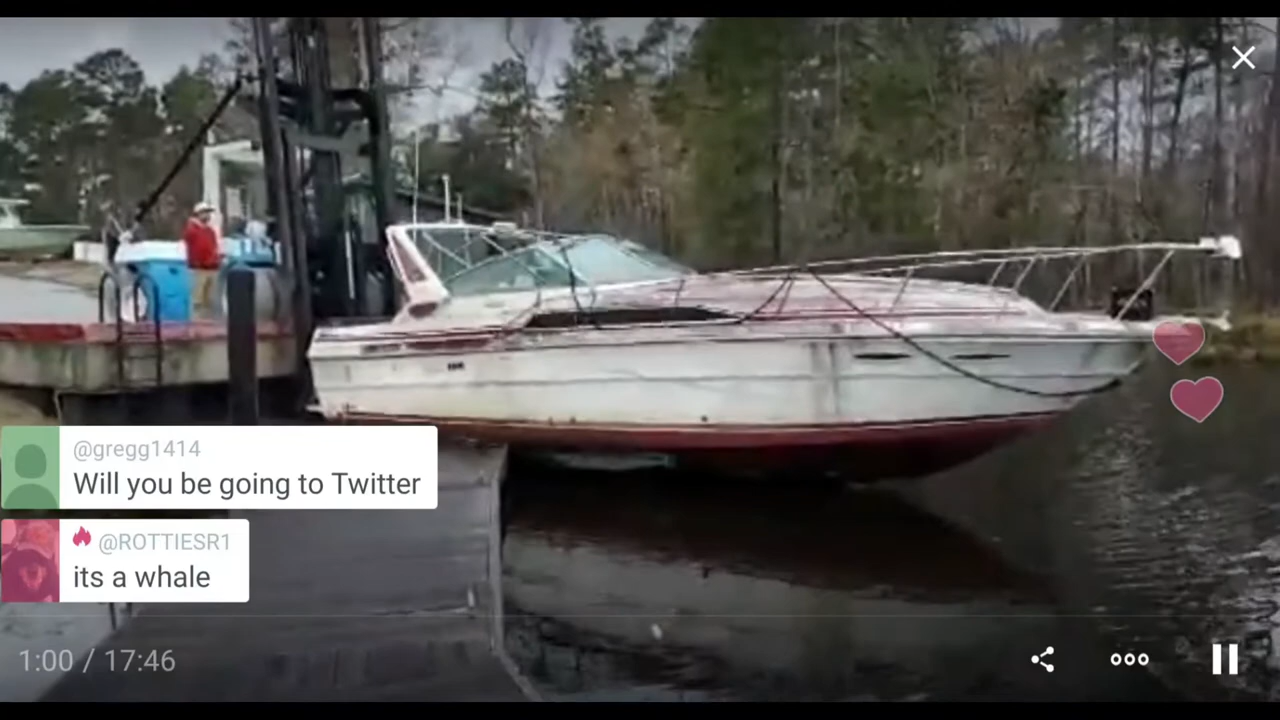 @gregg1414
Will you be going to Twitter
@ROTTIESR1
its a whale
1:00 / 17:46